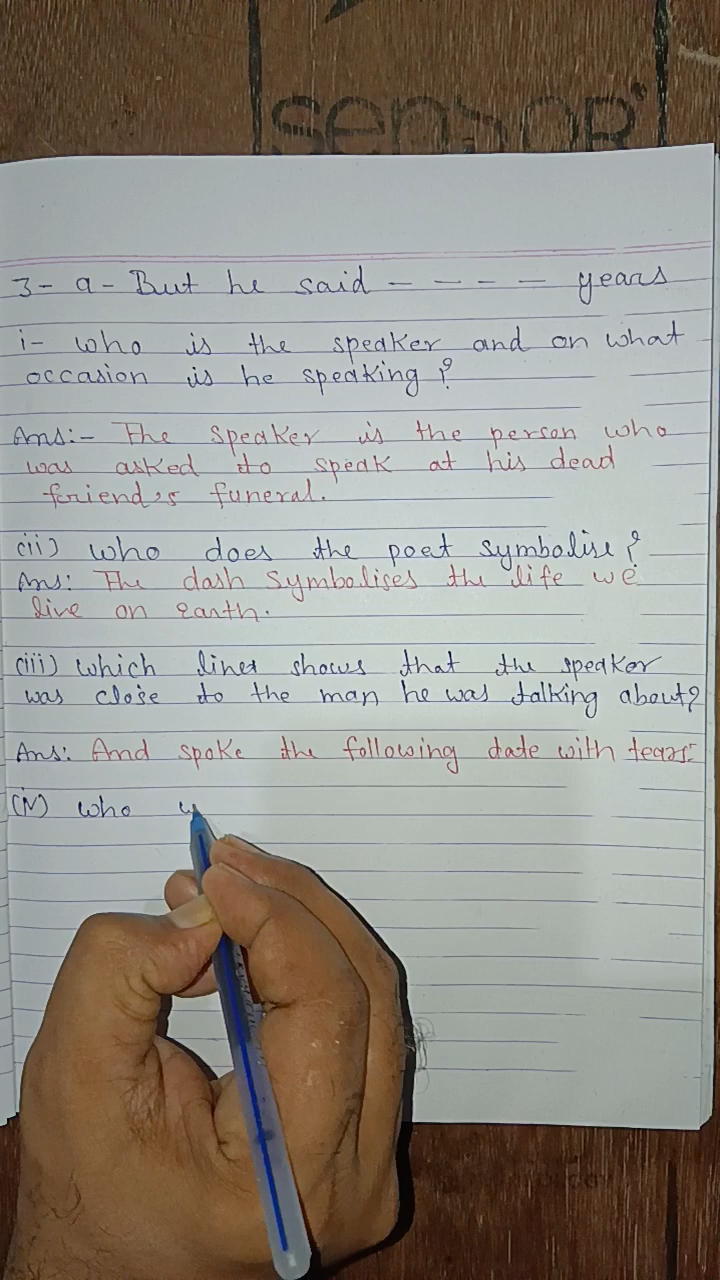 senDOR
3- a- But he said - - - - years
i- who is the speaker and on what
occasion is he speaking ?
Ans:- The speaker is the person who
was asked to speak at his dead
friend's funeral.
(ii) who does the poet symbolise ?
Ans: The dash symbolises the life we
live on earth.
(iii) which lines shows that the speaker
was close to the man he was talking about?
Ans: And spoke the following date with tears.
(iv) who